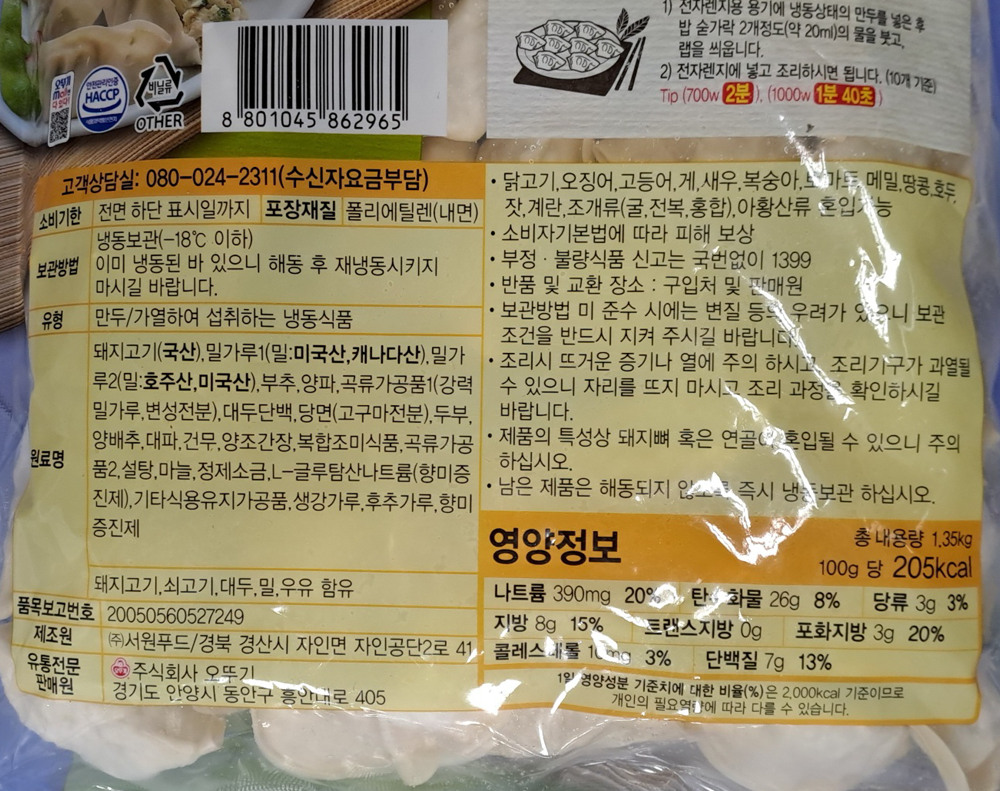 1) 전자렌지용 용기에 냉동상태의 만두를 넣은 후
밥 숟가락 2개정도(약 20ml)의 물을 붓고,
랩을 씌웁니다.
2) 전자렌지에 넣고 조리하시면 됩니다. (10개 기준)
Tip (700w 2분), (1000w 1분 40초)
안전관리인증
HACCP
비닐류
OTHER
8 801045 862965
고객상담실: 080-024-2311(수신자요금부담)
소비기한 전면 하단 표시일까지 포장재질 폴리에틸렌(내면)
보관방법
냉동보관(-18℃ 이하)
이미 냉동된 바 있으니 해동 후 재냉동시키지
마시길 바랍니다.
유형 만두/가열하여 섭취하는 냉동식품
원료명
돼지고기(국산),밀가루1(밀:미국산,캐나다산),밀가
루2(밀:호주산,미국산),부추,양파,곡류가공품1(강력
밀가루,변성전분),대두단백,당면(고구마전분),두부,
양배추,대파,건무,양조간장,복합조미식품,곡류가공
품2,설탕,마늘,정제소금,L-글루탐산나트륨(향미증
진제),기타식용유지가공품,생강가루,후추가루,향미
증진제
돼지고기,쇠고기,대두,밀,우유 함유
품목보고번호 20050560527249
제조원 ㈜서원푸드/경북 경산시 자인면 자인공단2로 41
유통전문
판매원
주식회사 오뚜기
경기도 안양시 동안구 흥안대로 405
• 닭고기,오징어,고등어,게,새우,복숭아,토마토,메밀,땅콩,호두,
잣,계란,조개류(굴,전복,홍합),아황산류 혼입가능
• 소비자기본법에 따라 피해 보상
• 부정 · 불량식품 신고는 국번없이 1399
• 반품 및 교환 장소 : 구입처 및 판매원
• 보관방법 미 준수 시에는 변질 등의 우려가 있으니 보관
조건을 반드시 지켜 주시길 바랍니다.
• 조리시 뜨거운 증기나 열에 주의 하시고, 조리기구가 과열될
수 있으니 자리를 뜨지 마시고 조리 과정을 확인하시길
바랍니다.
• 제품의 특성상 돼지뼈 혹은 연골이 혼입될 수 있으니 주의
하십시오.
• 남은 제품은 해동되지 않도록 즉시 냉동보관 하십시오.
영양정보
총 내용량 1.35kg
100g 당 205kcal
나트륨 390mg 20% 탄수화물 26g 8% 당류 3g 3%
지방 8g 15% 트랜스지방 0g 포화지방 3g 20%
콜레스테롤 3% 단백질 7g 13%
1일 영양성분 기준치에 대한 비율(%)은 2,000kcal 기준이므로
개인의 필요열량에 따라 다를 수 있습니다.